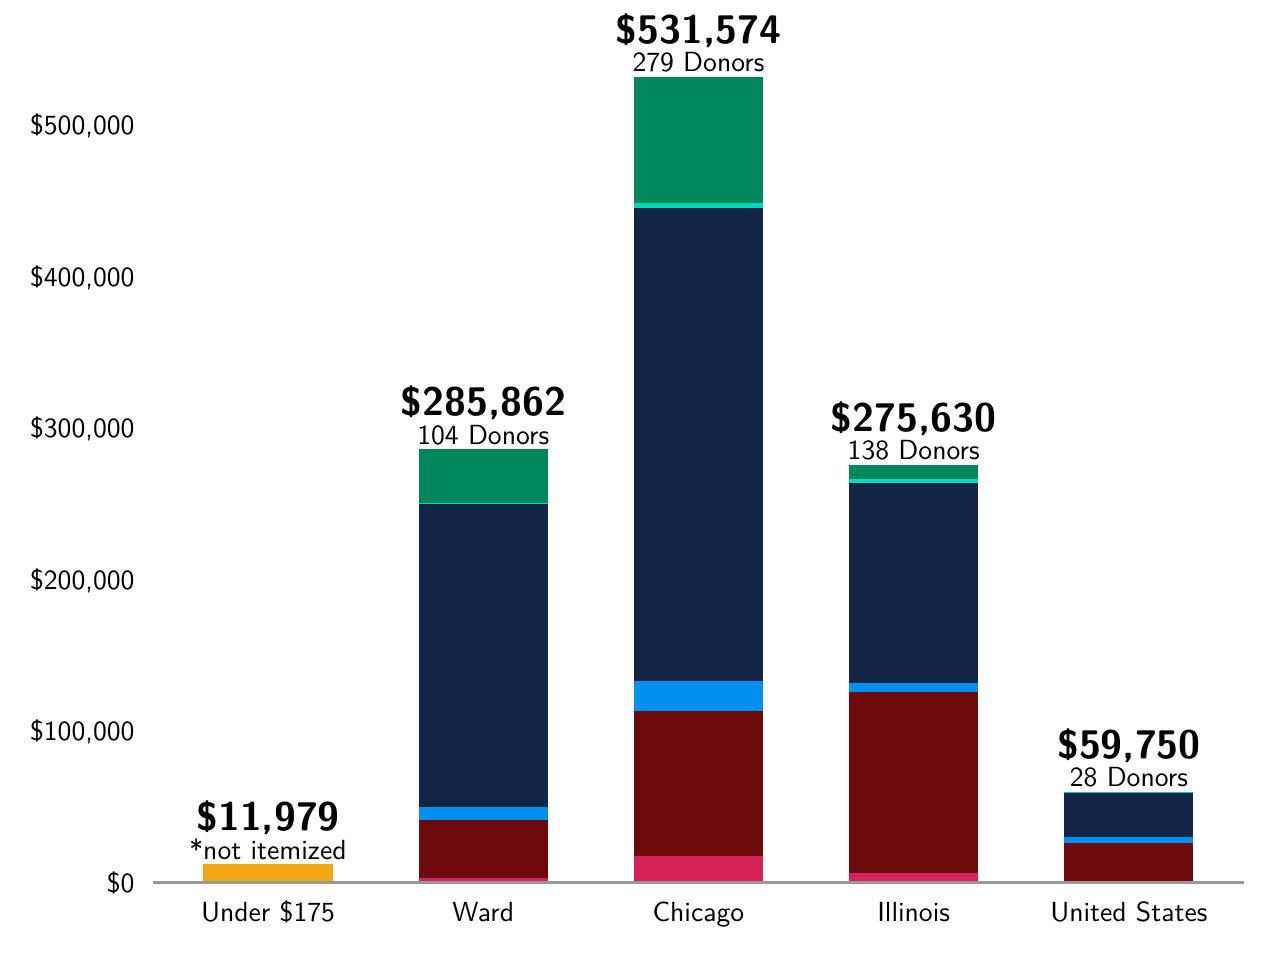 $531,574
279 Donors
$500,000
$400,000
$285,862
104 Donors
$275,630
138 Donors
$300,000
$200,000
$100,000
$59,750
28 Donors
$11,979
*not itemized
$0
Under $175
Ward
Chicago
Illinois
United States